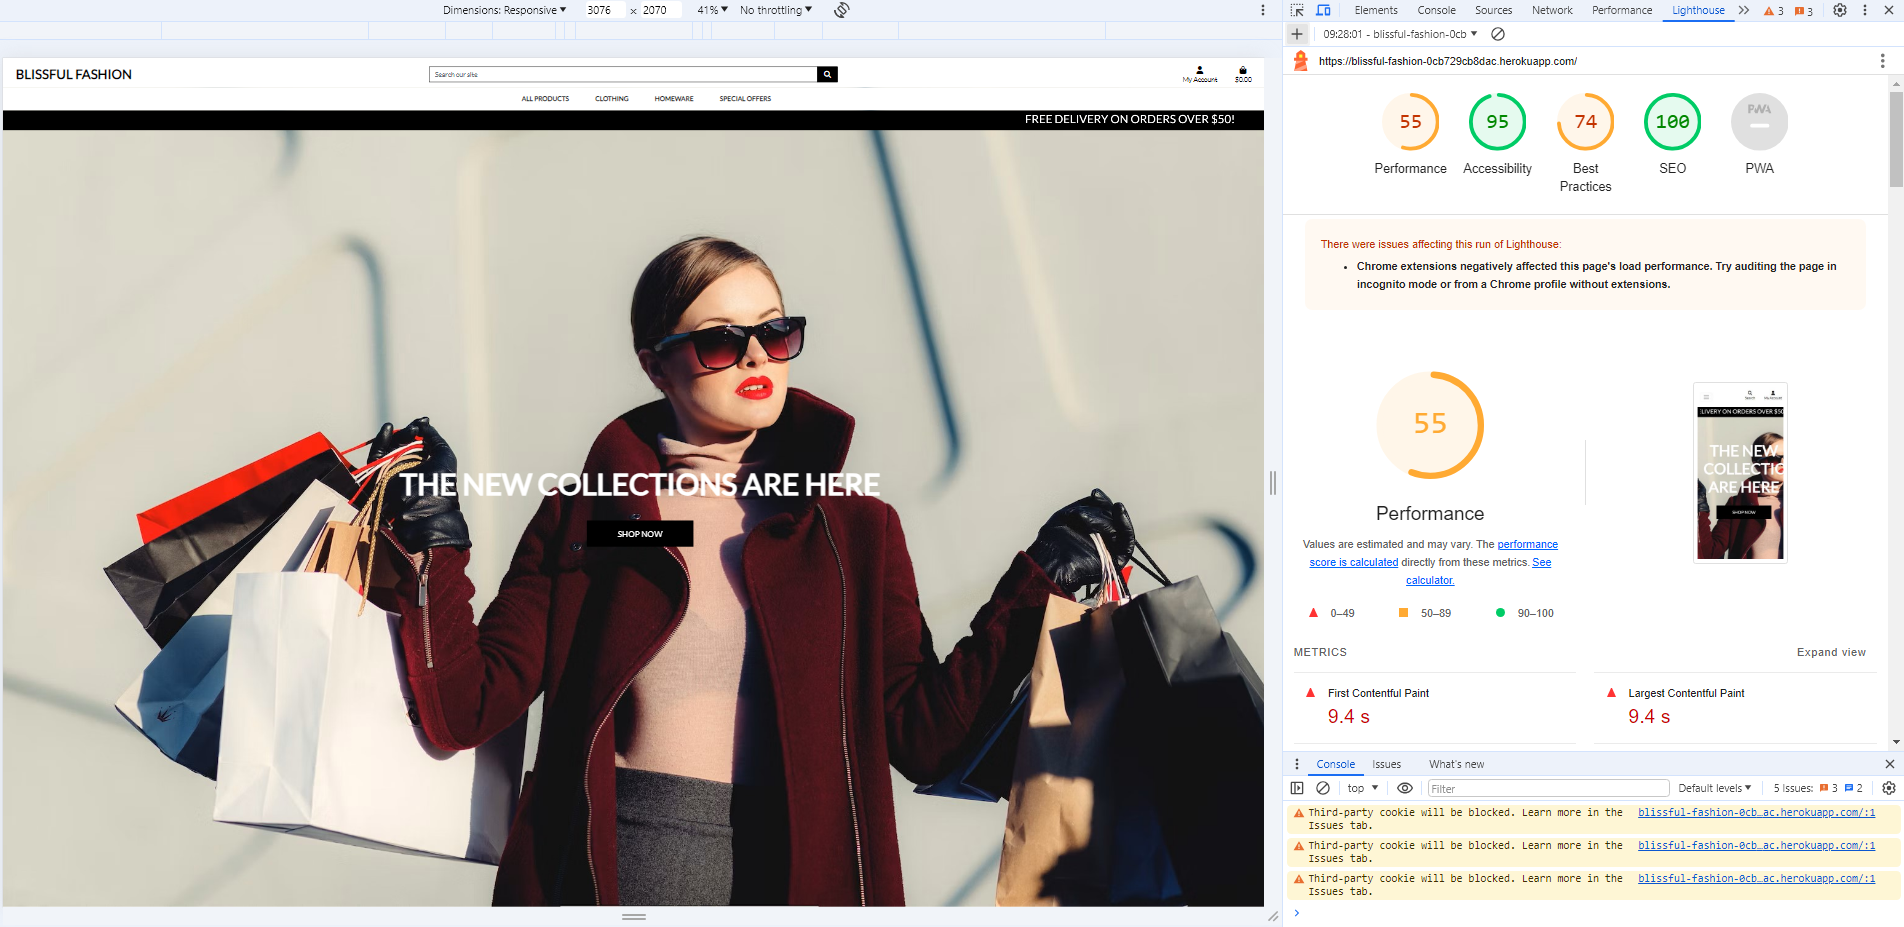 Dimensions: Responsive 3076 x 2070 41% No throttling
BLISSFUL FASHION
Search our site
My Account
$0.00
ALL PRODUCTS CLOTHING HOMEWARE SPECIAL OFFERS
FREE DELIVERY ON ORDERS OVER $50!
THE NEW COLLECTIONS ARE HERE
SHOP NOW
Elements Console Sources Network Performance Lighthouse 3 3
09:28:01 - blissful-fashion-0cb
https://blissful-fashion-0cb729cb8dac.herokuapp.com/
55 95 74 100 PWA
Performance Accessibility Best Practices SEO PWA
There were issues affecting this run of Lighthouse:
• Chrome extensions negatively affected this page's load performance. Try auditing the page in
incognito mode or from a Chrome profile without extensions.
55
Performance
Values are estimated and may vary. The performance
score is calculated directly from these metrics. See
calculator.
0–49 50–89 90–100
Search My Account
LIVERY ON ORDERS OVER $50
THE NEW
COLLECTIO
ARE HERE
SHOP NOW
METRICS Expand view
First Contentful Paint
9.4 s
Largest Contentful Paint
9.4 s
Console Issues What's new
top Filter Default levels 5 Issues: 3 2
Third-party cookie will be blocked. Learn more in the blissful-fashion-0cb…ac.herokuapp.com/:1
Issues tab.
Third-party cookie will be blocked. Learn more in the blissful-fashion-0cb…ac.herokuapp.com/:1
Issues tab.
Third-party cookie will be blocked. Learn more in the blissful-fashion-0cb…ac.herokuapp.com/:1
Issues tab.